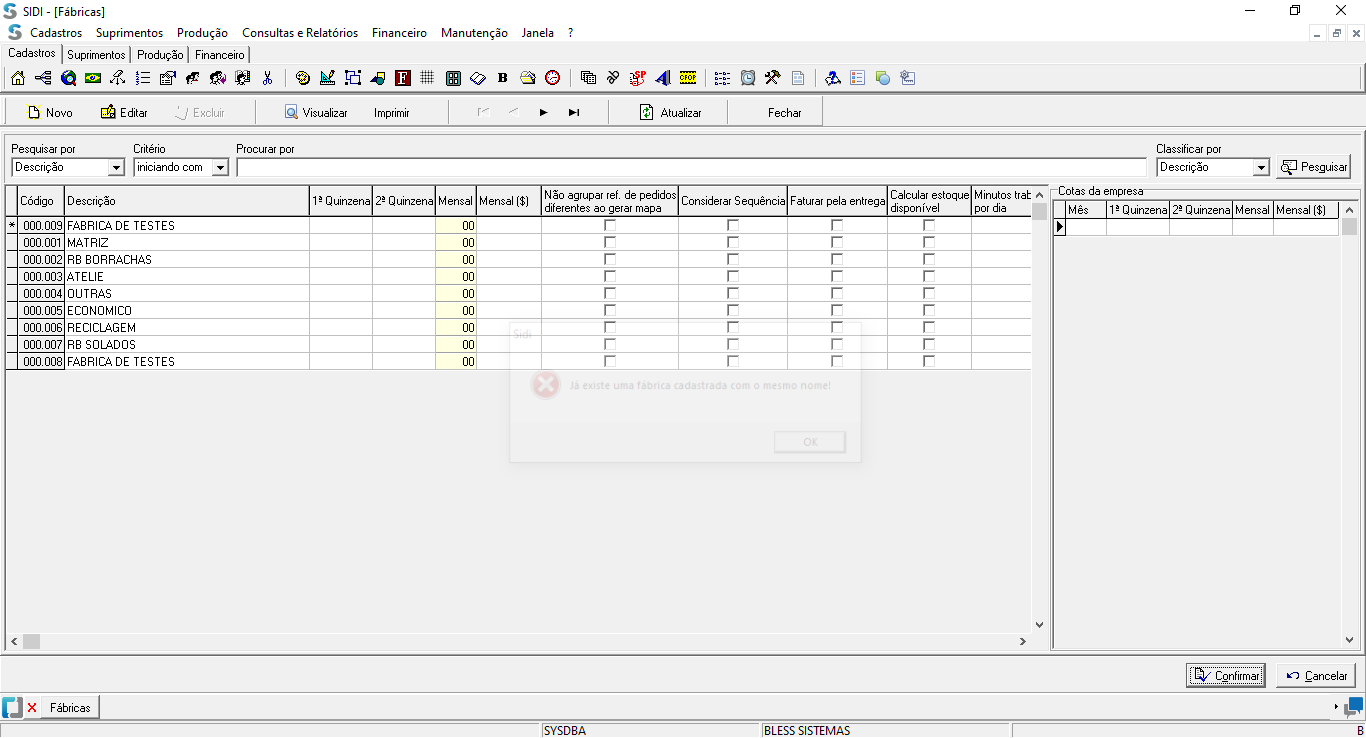 SIDI - [Fábricas]
Cadastros Suprimentos Produção Consultas e Relatórios Financeiro Manutenção Janela ?
Cadastros Suprimentos Produção Financeiro
F B SP CFOP
Novo Editar Excluir Visualizar Imprimir Atualizar Fechar
Pesquisar por Critério Procurar por Classificar por
Descrição iniciando com Descrição Pesquisar
Cotas da empresa
Código Descrição 1ª Quinzena 2ª Quinzena Mensal Mensal ($) Não agrupar ref. de pedidos diferentes ao gerar mapa Considerar Sequência Faturar pela entrega Calcular estoque disponível Minutos trab por dia
Mês 1ª Quinzena 2ª Quinzena Mensal Mensal ($)
* 000.009 FABRICA DE TESTES 00
000.001 MATRIZ 00
000.002 RB BORRACHAS 00
000.003 ATELIE 00
000.004 OUTRAS 00
000.005 ECONOMICO 00
000.006 RECICLAGEM 00
000.007 RB SOLADOS 00
000.008 FABRICA DE TESTES 00
Sidi
Já existe uma fábrica cadastrada com o mesmo nome!
OK
Confirmar Cancelar
Fábricas
SYSDBA BLESS SISTEMAS B